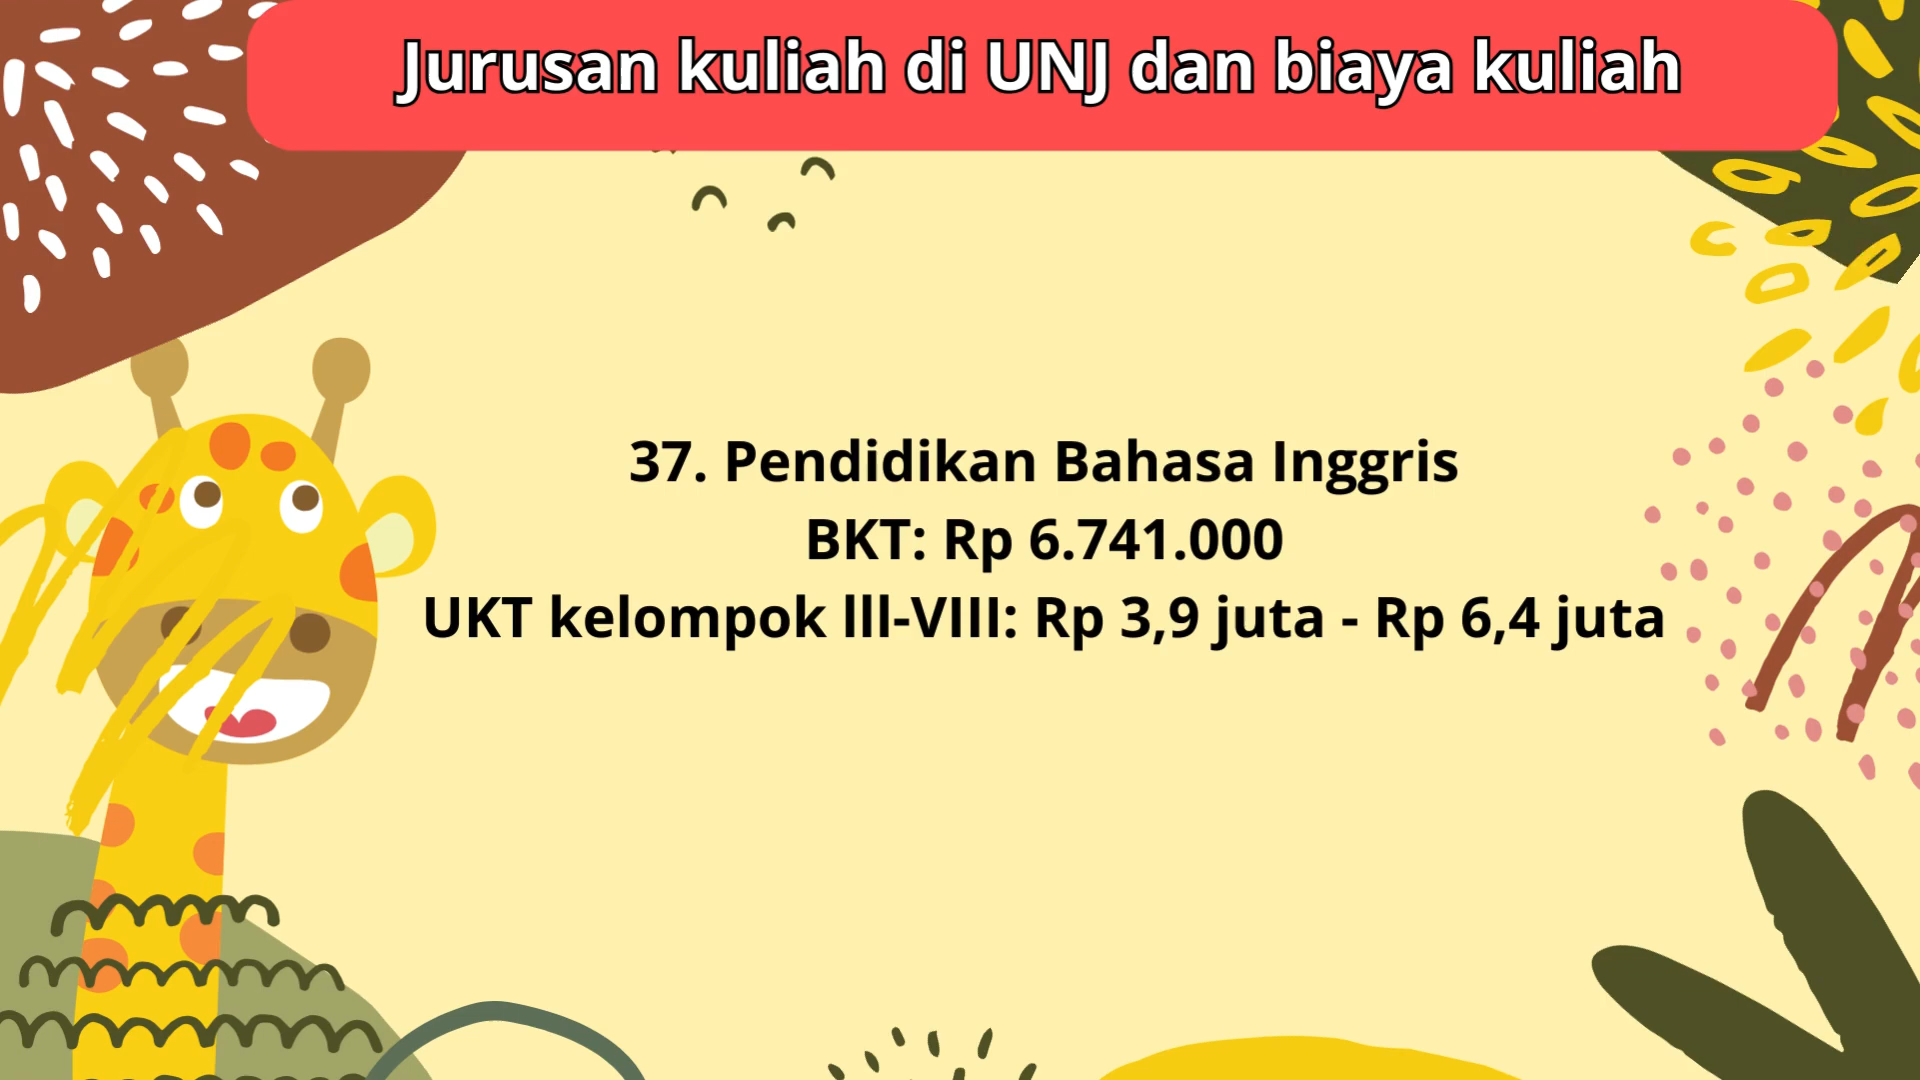 Jurusan kuliah di UNJ dan biaya kuliah
37. Pendidikan Bahasa Inggris
BKT: Rp 6.741.000
UKT kelompok lll-VIII: Rp 3,9 juta - Rp 6,4 juta